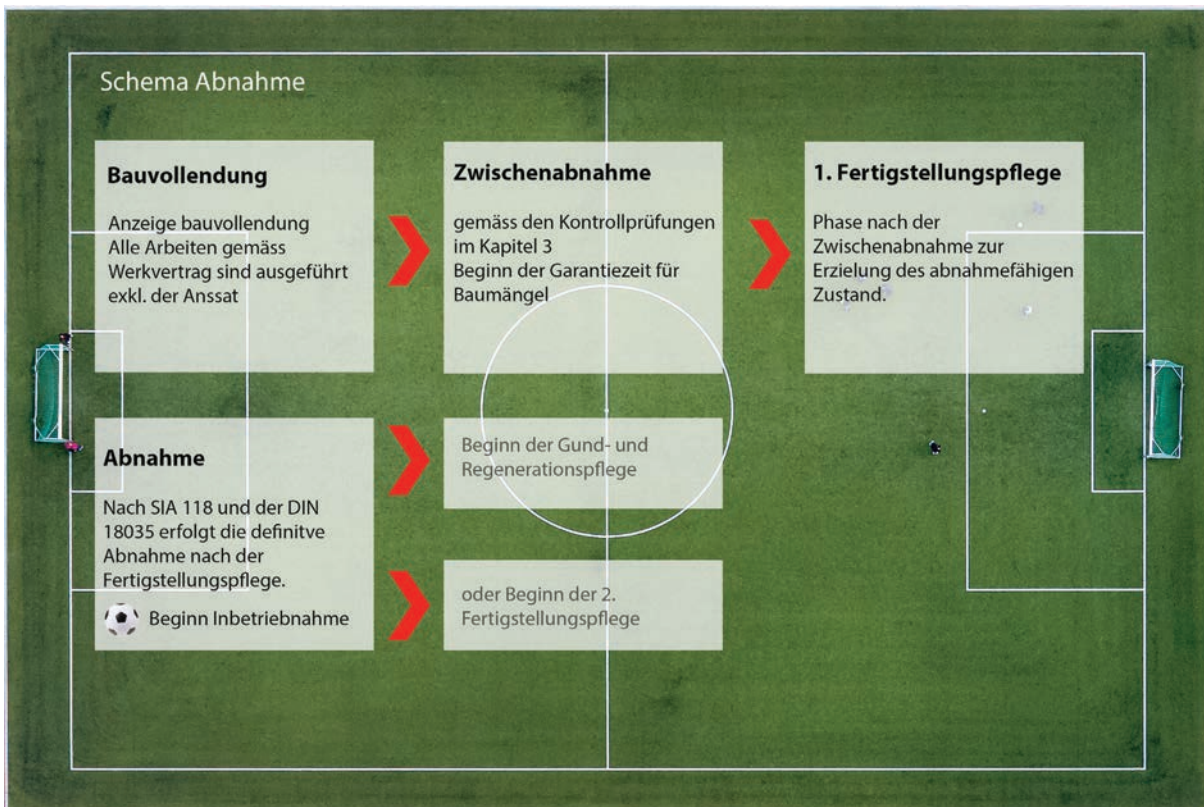 Schema Abnahme
Bauvollendung
Anzeige bauvollendung
Alle Arbeiten gemäss
Werkvertrag sind ausgeführt
exkl. der Anssat
Zwischenabnahme
gemäss den Kontrollprüfungen
im Kapitel 3
Beginn der Garantiezeit für
Baumängel
1. Fertigstellungspflege
Phase nach der
Zwischenabnahme zur
Erzielung des abnahmefähigen
Zustand.
Abnahme
Nach SIA 118 und der DIN
18035 erfolgt die definitve
Abnahme nach der
Fertigstellungspflege.
Beginn Inbetriebnahme
Beginn der Gund- und
Regenerationspflege
oder Beginn der 2.
Fertigstellungspflege